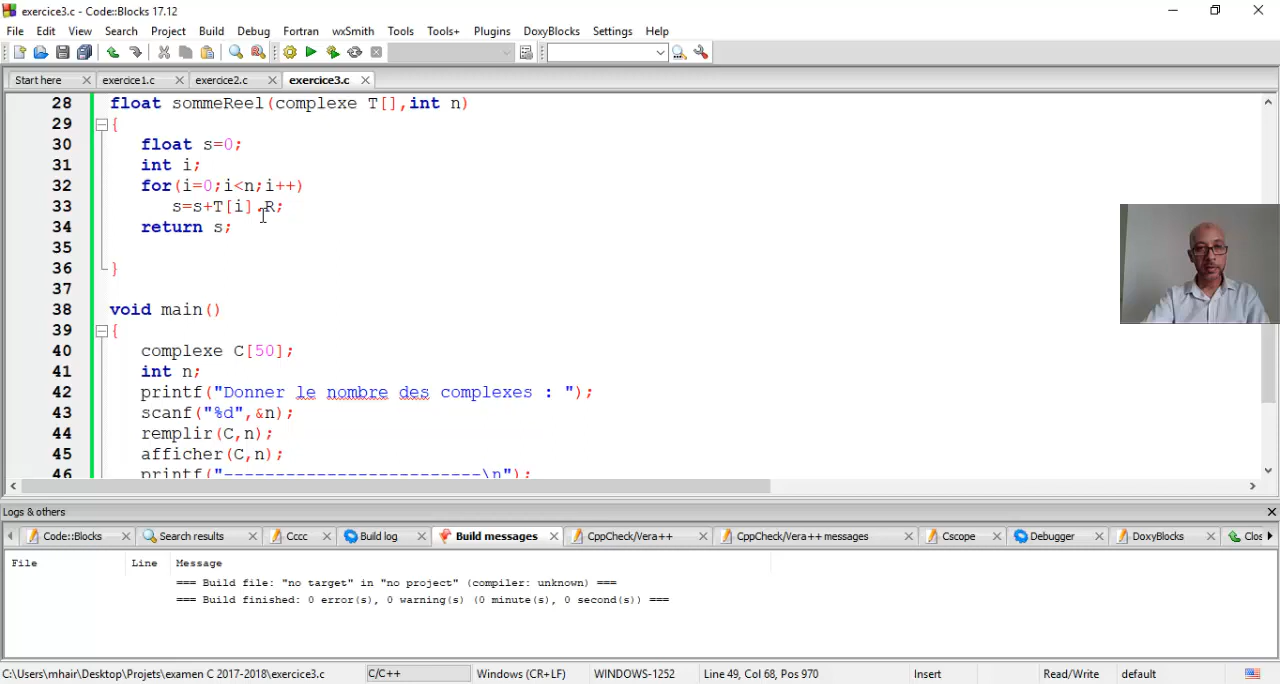 exercice3.c - Code::Blocks 17.12
File Edit View Search Project Build Debug Fortran wxSmith Tools Tools+ Plugins DoxyBlocks Settings Help
Start here exercice1.c exercice2.c exercice3.c
28 float sommeReel(complexe T[],int n)
29 {
30 float s=0;
31 int i;
32 for(i=0;i<n;i++)
33 s=s+T[i].R;
34 return s;
35
36 }
37
38 void main()
39 {
40 complexe C[50];
41 int n;
42 printf("Donner le nombre des complexes : ");
43 scanf("%d",&n);
44 remplir(C,n);
45 afficher(C,n);
46 printf("-------------------------\n");
Logs & others
Code::Blocks Search results Cccc Build log Build messages CppCheck/Vera++ CppCheck/Vera++ messages Cscope Debugger DoxyBlocks Clos
File Line Message
=== Build file: "no target" in "no project" (compiler: unknown) ===
=== Build finished: 0 error(s), 0 warning(s) (0 minute(s), 0 second(s)) ===
C:\Users\mhair\Desktop\Projets\examen C 2017-2018\exercice3.c C/C++ Windows (CR+LF) WINDOWS-1252 Line 49, Col 68, Pos 970 Insert Read/Write default